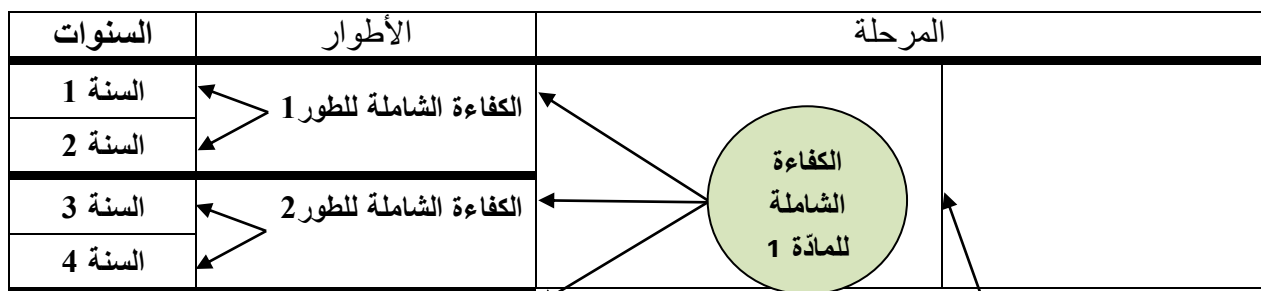 المرحلة
الأطوار
السنوات
الكفاءة
الشاملة
للمادّة 1
الكفاءة الشاملة للطور1
السنة 1
السنة 2
الكفاءة الشاملة للطور2
السنة 3
السنة 4